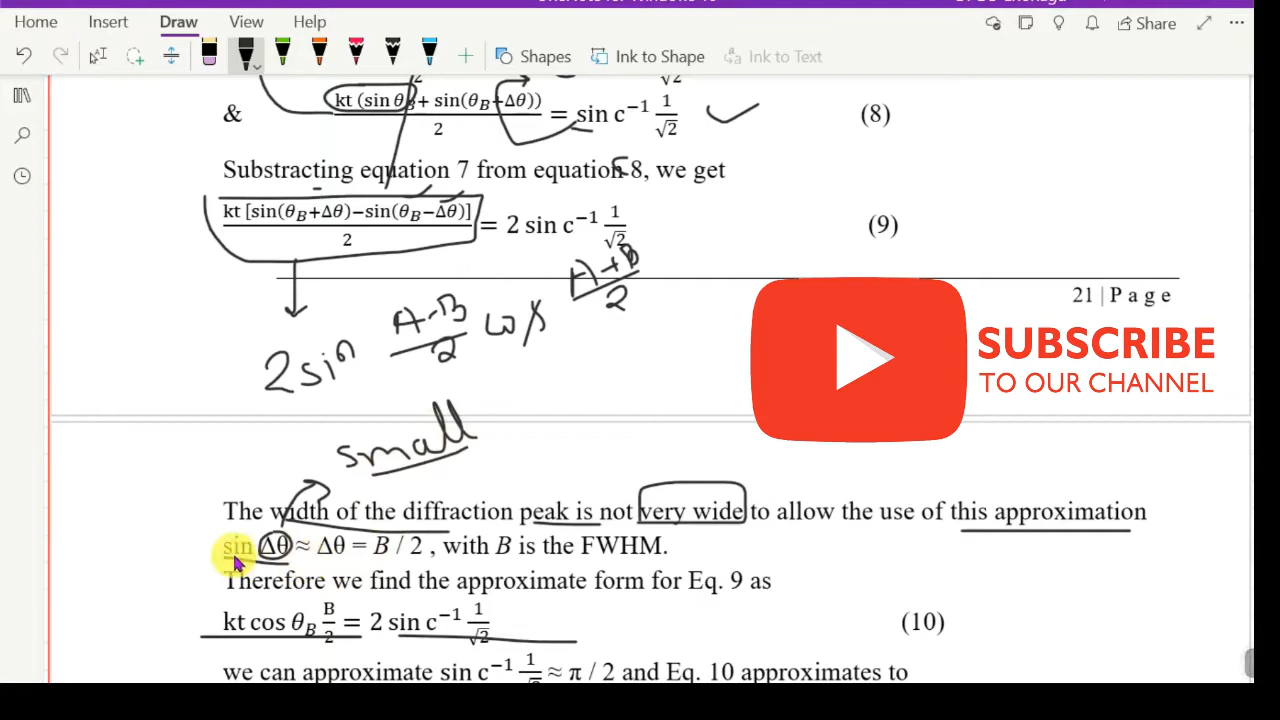 Home Insert Draw View Help
Share
Shapes Ink to Shape Ink to Text
kt (sin θB + sin(θB+Δθ)) / 2
& = sin c⁻¹ 1/√2 (8)
Substracting equation 7 from equation 8, we get
kt [sin(θB+Δθ)−sin(θB−Δθ)] / 2 = 2 sin c⁻¹ 1/√2 (9)
21 | P a g e
2 sin (A-B)/2 cos (A+B)/2
SUBSCRIBE
TO OUR CHANNEL
small
The width of the diffraction peak is not very wide to allow the use of this approximation
sin Δθ ≈ Δθ = B / 2 , with B is the FWHM.
Therefore we find the approximate form for Eq. 9 as
kt cos θB B/2 = 2 sin c⁻¹ 1/√2 (10)
we can approximate sin c⁻¹ 1/√2 ≈ π / 2 and Eq. 10 approximates to